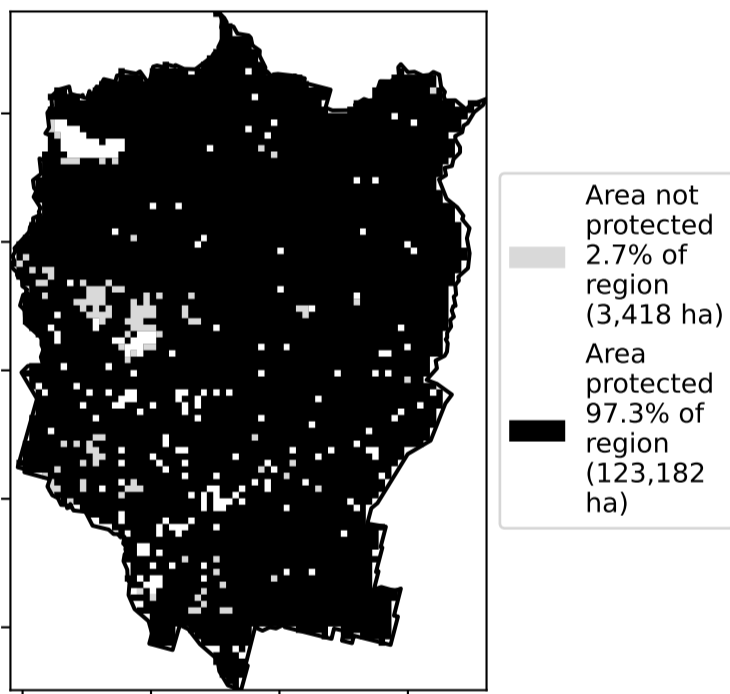 Area not
protected
2.7% of
region
(3,418 ha)
Area
protected
97.3% of
region
(123,182
ha)